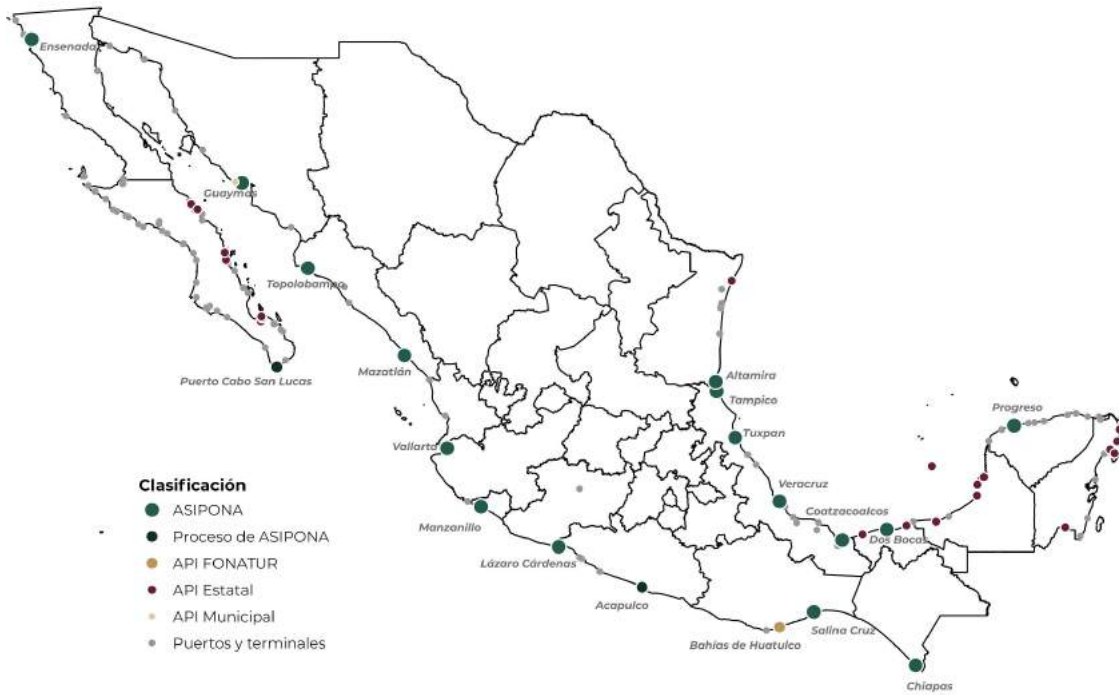 Ensenada
Guaymas
Topolobampo
Puerto Cabo San Lucas
Mazatlán
Altamira
Tampico
Progreso
Tuxpan
Vallarta
Veracruz
Coatzacoalcos
Manzanillo
Dos Bocas
Lázaro Cárdenas
Acapulco
Salina Cruz
Bahías de Huatulco
Chiapas
Clasificación
ASIPONA
Proceso de ASIPONA
API FONATUR
API Estatal
API Municipal
Puertos y terminales